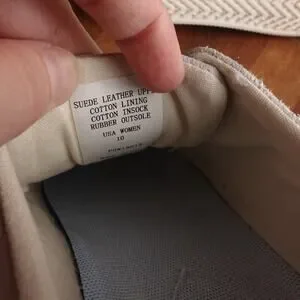 SUEDE LEATHER UPP
COTTON LINING
COTTON INSOCK
RUBBER OUTSOLE
USA WOMEN
10